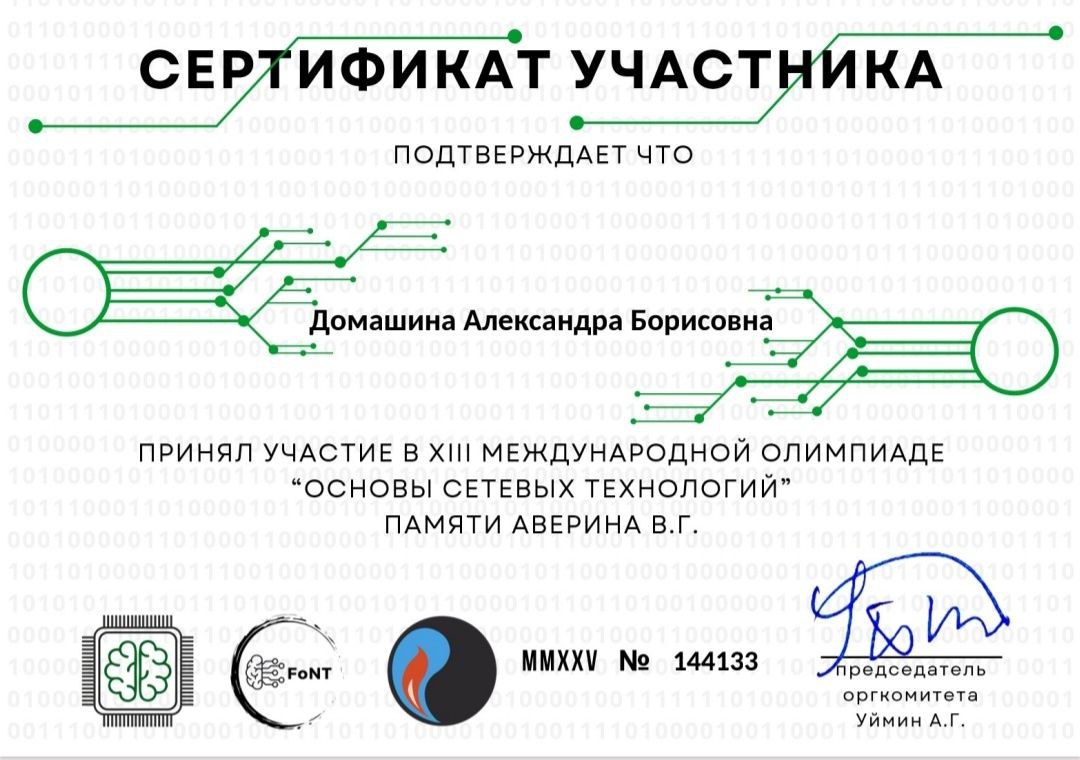 СЕРТИФИКАТ УЧАСТНИКА
ПОДТВЕРЖДАЕТ ЧТО
Домашина Александра Борисовна
ПРИНЯЛ УЧАСТИЕ В XIII МЕЖДУНАРОДНОЙ ОЛИМПИАДЕ
“ОСНОВЫ СЕТЕВЫХ ТЕХНОЛОГИЙ”
ПАМЯТИ АВЕРИНА В.Г.
FoNT
MMXXV № 144133
председатель
оргкомитета
Уймин А.Г.